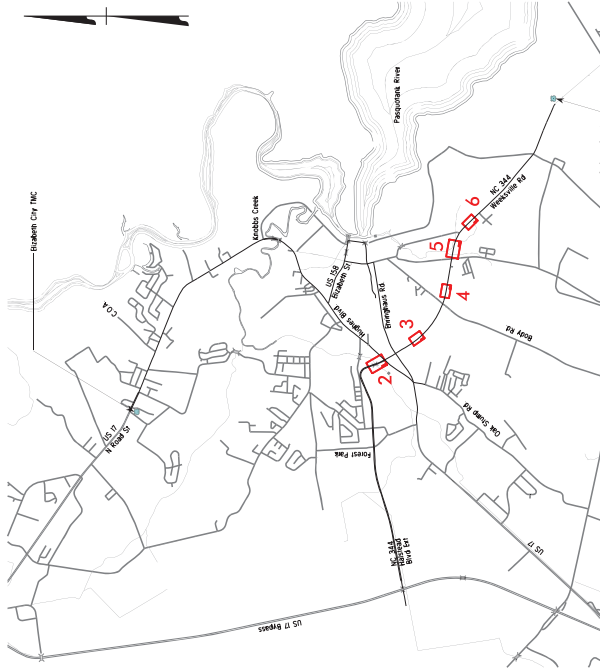 Pasquotank River
Elizabeth City TMC
C.O.A
Knobbs Creek
NC 344
Weeksville Rd
6
5
4
3
2.
US 158
Elizabeth St
Hughes Blvd
Ehringhaus Rd.
Body Rd
Oak Stump Rd
US 17
N Road St
Forest Park
NC 344
Halstead
Blvd Ext
US 17
US 17 Bypass